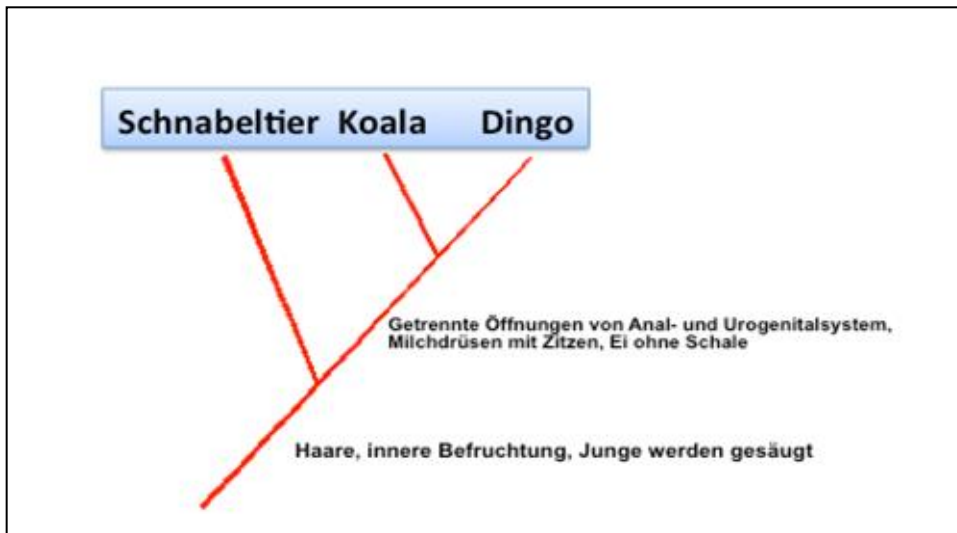 Schnabeltier Koala Dingo
Getrennte Öffnungen von Anal- und Urogenitalsystem,
Milchdrüsen mit Zitzen, Ei ohne Schale
Haare, innere Befruchtung, Junge werden gesäugt